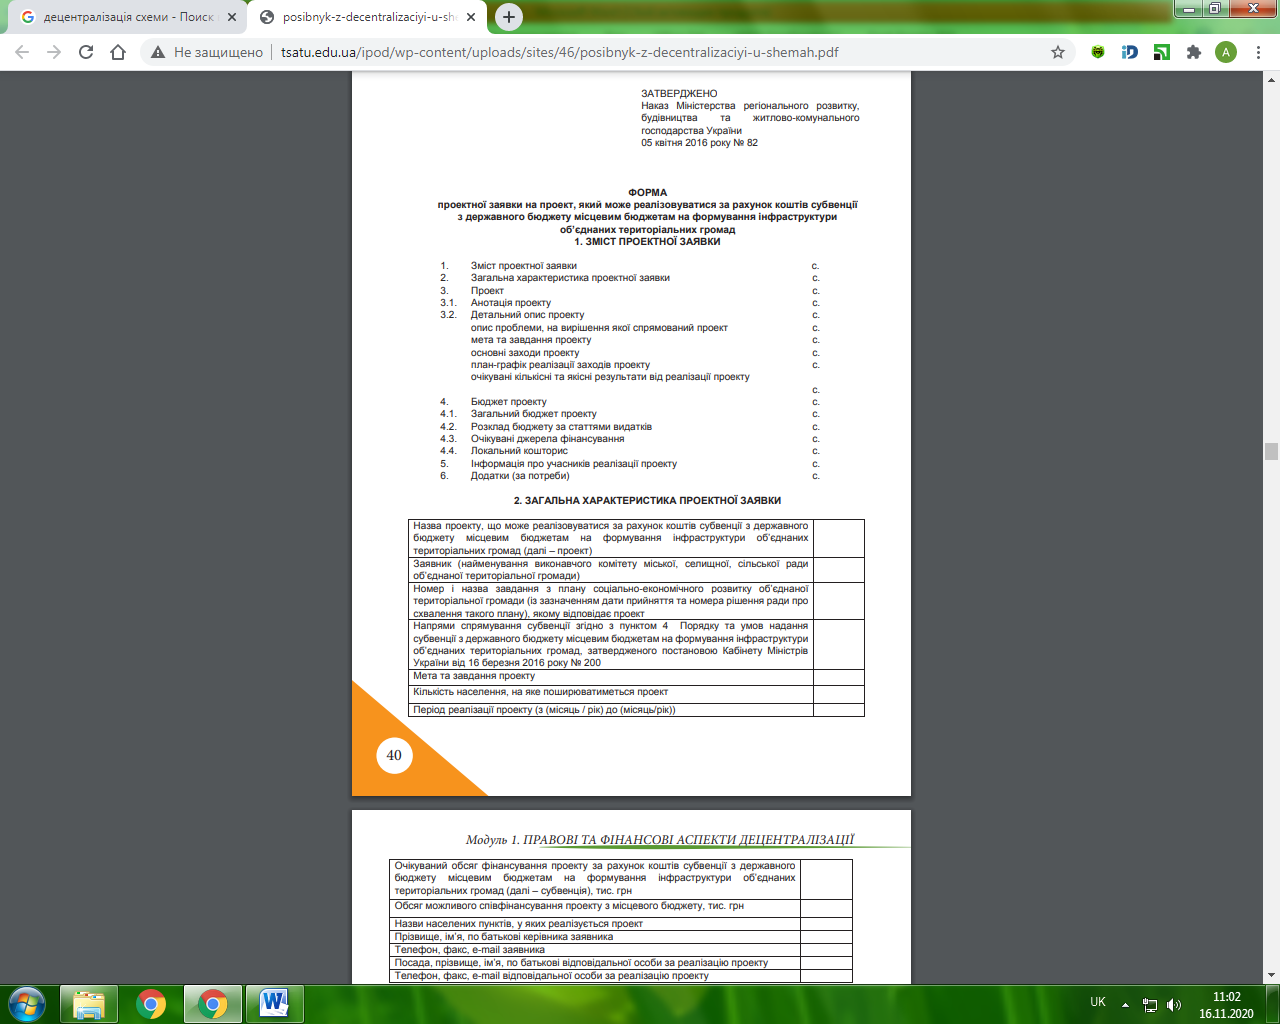 децентралізація схеми - Поиск
posibnyk-z-decentralizaciyi-u-she
Не защищено
tsatu.edu.ua/ipod/wp-content/uploads/sites/46/posibnyk-z-decentralizaciyi-u-shemah.pdf
A
ЗАТВЕРДЖЕНО
Наказ Міністерства регіонального розвитку,
будівництва та житлово-комунального
господарства України
05 квітня 2016 року № 82
ФОРМА
проектної заявки на проект, який може реалізовуватися за рахунок коштів субвенції
з державного бюджету місцевим бюджетам на формування інфраструктури
об'єднаних територіальних громад
1. ЗМІСТ ПРОЕКТНОЇ ЗАЯВКИ
1. Зміст проектної заявки с.
2. Загальна характеристика проектної заявки с.
3. Проект с.
3.1. Анотація проекту с.
3.2. Детальний опис проекту с.
опис проблеми, на вирішення якої спрямований проект с.
мета та завдання проекту с.
основні заходи проекту с.
план-графік реалізації заходів проекту с.
очікувані кількісні та якісні результати від реалізації проекту
с.
4. Бюджет проекту с.
4.1. Загальний бюджет проекту с.
4.2. Розклад бюджету за статтями видатків с.
4.3. Очікувані джерела фінансування с.
4.4. Локальний кошторис с.
5. Інформація про учасників реалізації проекту с.
6. Додатки (за потреби) с.
2. ЗАГАЛЬНА ХАРАКТЕРИСТИКА ПРОЕКТНОЇ ЗАЯВКИ
Назва проекту, що може реалізовуватися за рахунок коштів субвенції з державного
бюджету місцевим бюджетам на формування інфраструктури об'єднаних
територіальних громад (далі – проект)
Заявник (найменування виконавчого комітету міської, селищної, сільської ради
об'єднаної територіальної громади)
Номер і назва завдання з плану соціально-економічного розвитку об'єднаної
територіальної громади (із зазначенням дати прийняття та номера рішення ради про
схвалення такого плану), якому відповідає проект
Напрями спрямування субвенції згідно з пунктом 4 Порядку та умов надання
субвенції з державного бюджету місцевим бюджетам на формування інфраструктури
об'єднаних територіальних громад, затвердженого постановою Кабінету Міністрів
України від 16 березня 2016 року № 200
Мета та завдання проекту
Кількість населення, на яке поширюватиметься проект
Період реалізації проекту (з (місяць / рік) до (місяць/рік))
40
Модуль 1. ПРАВОВІ ТА ФІНАНСОВІ АСПЕКТИ ДЕЦЕНТРАЛІЗАЦІЇ
Очікуваний обсяг фінансування проекту за рахунок коштів субвенції з державного
бюджету місцевим бюджетам на формування інфраструктури об'єднаних
територіальних громад (далі – субвенція), тис. грн
Обсяг можливого співфінансування проекту з місцевого бюджету, тис. грн
Назви населених пунктів, у яких реалізується проект
Прізвище, ім'я, по батькові керівника заявника
Телефон, факс, e-mail заявника
Посада, прізвище, ім'я, по батькові відповідальної особи за реалізацію проекту
Телефон, факс, e-mail відповідальної особи за реалізацію проекту
UK
11:02
16.11.2020